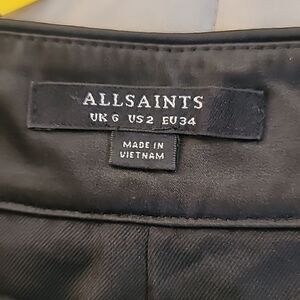 ALLSAINTS
UK 6 US 2 EU 34
MADE IN
VIETNAM